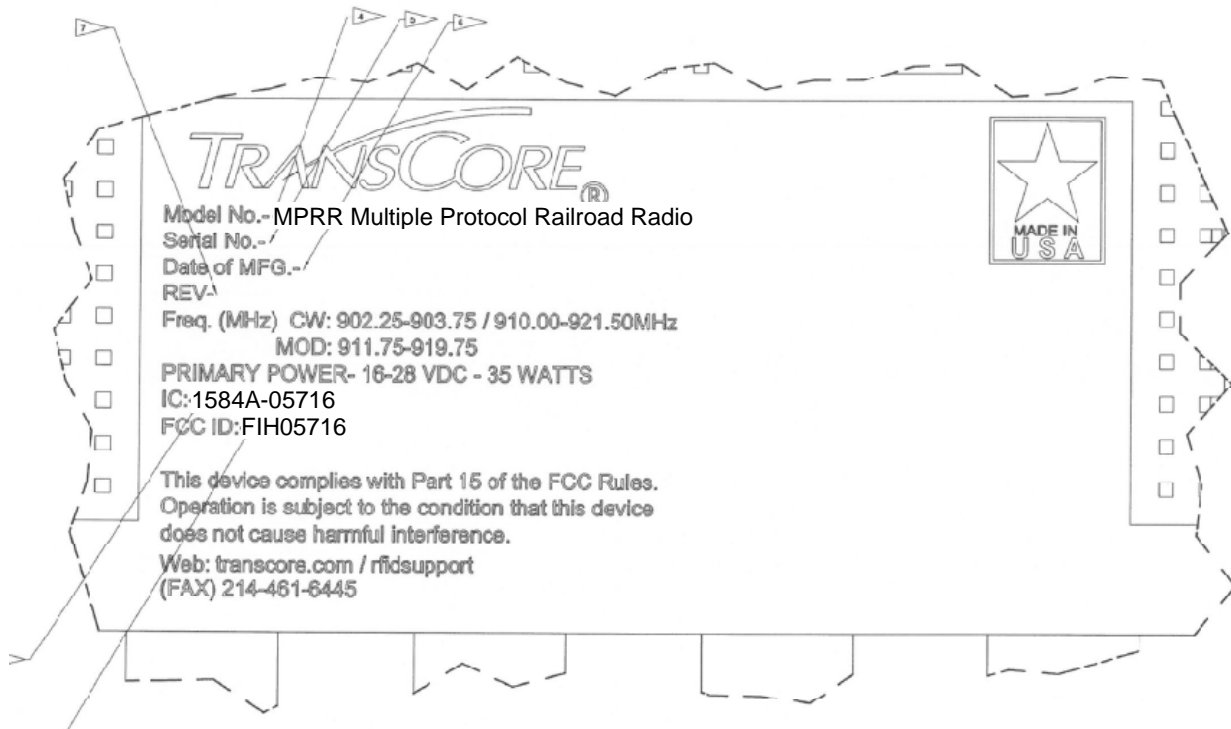 7
4
5
6
TRANSCORE®
Model No.- MPRR Multiple Protocol Railroad Radio
Serial No.-
Date of MFG.-
REV-
Freq. (MHz) CW: 902.25-903.75 / 910.00-921.50MHz
MOD: 911.75-919.75
PRIMARY POWER- 16-28 VDC - 35 WATTS
IC: 1584A-05716
FCC ID: FIH05716
This device complies with Part 15 of the FCC Rules.
Operation is subject to the condition that this device
does not cause harmful interference.
Web: transcore.com / rfidsupport
(FAX) 214-461-6445
MADE IN
USA